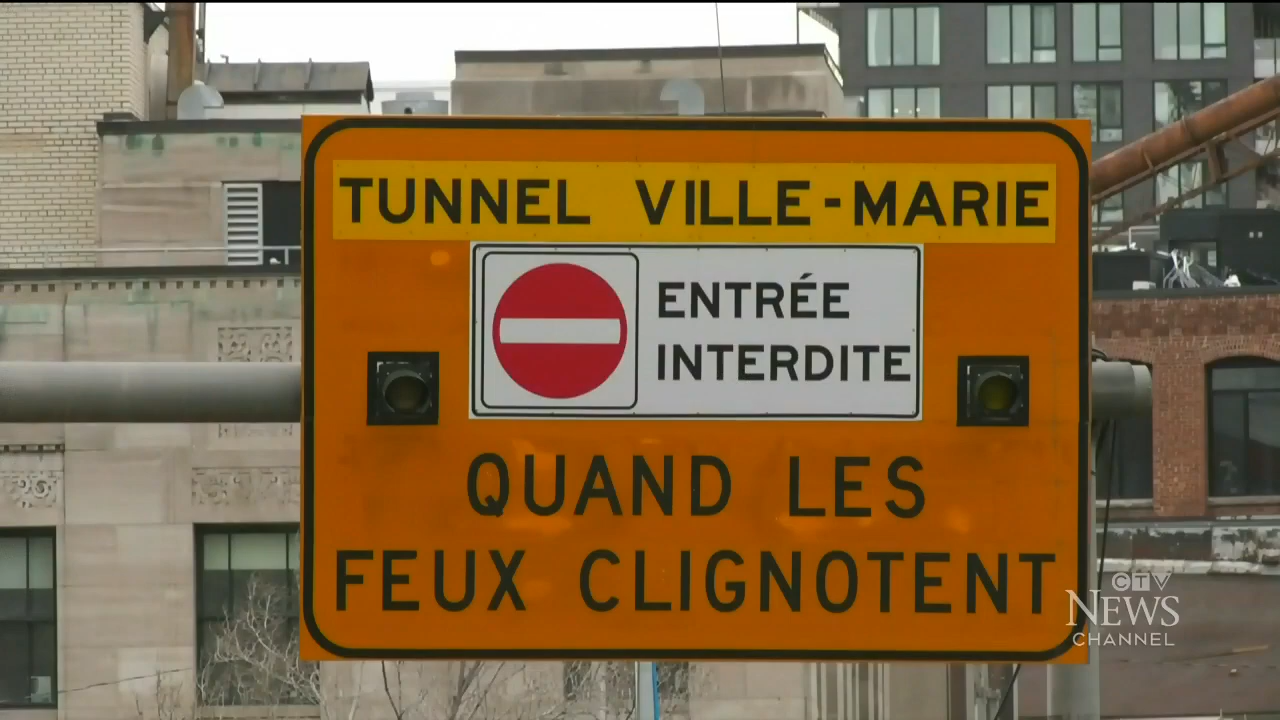 TUNNEL VILLE-MARIE
ENTRÉE
INTERDITE
QUAND LES
FEUX CLIGNOTENT
CTV
NEWS
CHANNEL